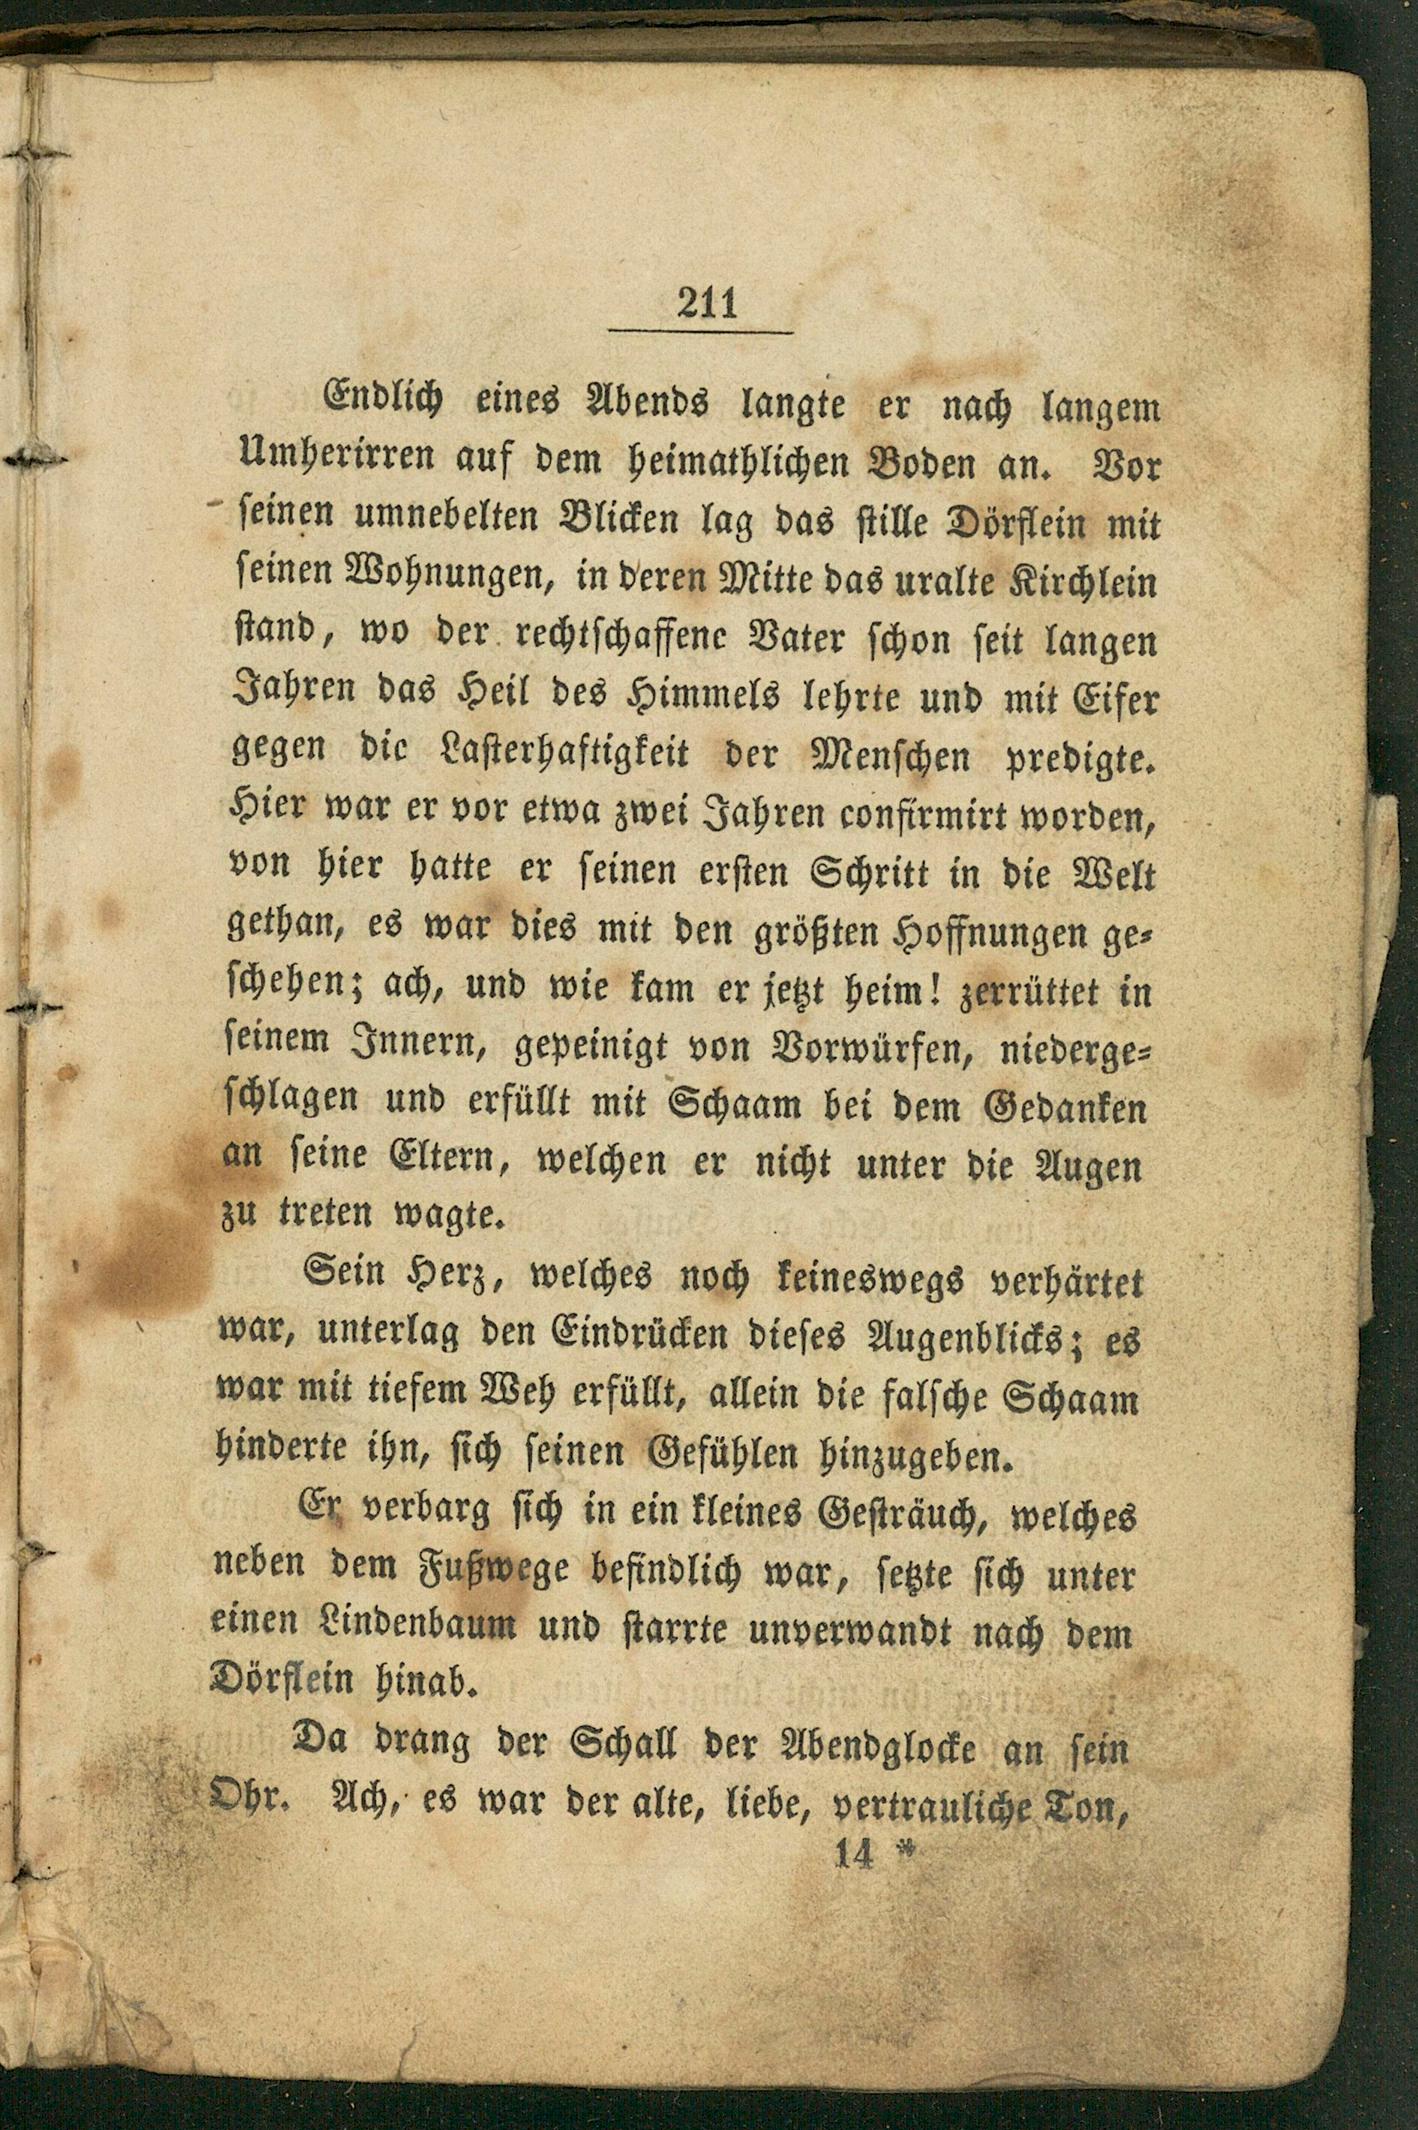 211
Endlich eines Abends langte er nach langem
Umherirren auf dem heimathlichen Boden an. Vor
seinen umnebelten Blicken lag das stille Dörflein mit
seinen Wohnungen, in deren Mitte das uralte Kirchlein
stand, wo der rechtschaffene Vater schon seit langen
Jahren das Heil des Himmels lehrte und mit Eifer
gegen die Lasterhaftigkeit der Menschen predigte.
Hier war er vor etwa zwei Jahren confirmirt worden,
von hier hatte er seinen ersten Schritt in die Welt
gethan, es war dies mit den größten Hoffnungen ge-
schehen; ach, und wie kam er jetzt heim! zerrüttet in
seinem Innern, gepeinigt von Vorwürfen, niederge-
schlagen und erfüllt mit Schaam bei dem Gedanken
an seine Eltern, welchen er nicht unter die Augen
zu treten wagte.
Sein Herz, welches noch keineswegs verhärtet
war, unterlag den Eindrücken dieses Augenblicks; es
war mit tiefem Weh erfüllt, allein die falsche Schaam
hinderte ihn, sich seinen Gefühlen hinzugeben.
Er verbarg sich in ein kleines Gesträuch, welches
neben dem Fußwege befindlich war, setzte sich unter
einen Lindenbaum und starrte unverwandt nach dem
Dörflein hinab.
Da drang der Schall der Abendglocke an sein
Ohr. Ach, es war der alte, liebe, vertrauliche Ton,
14 *